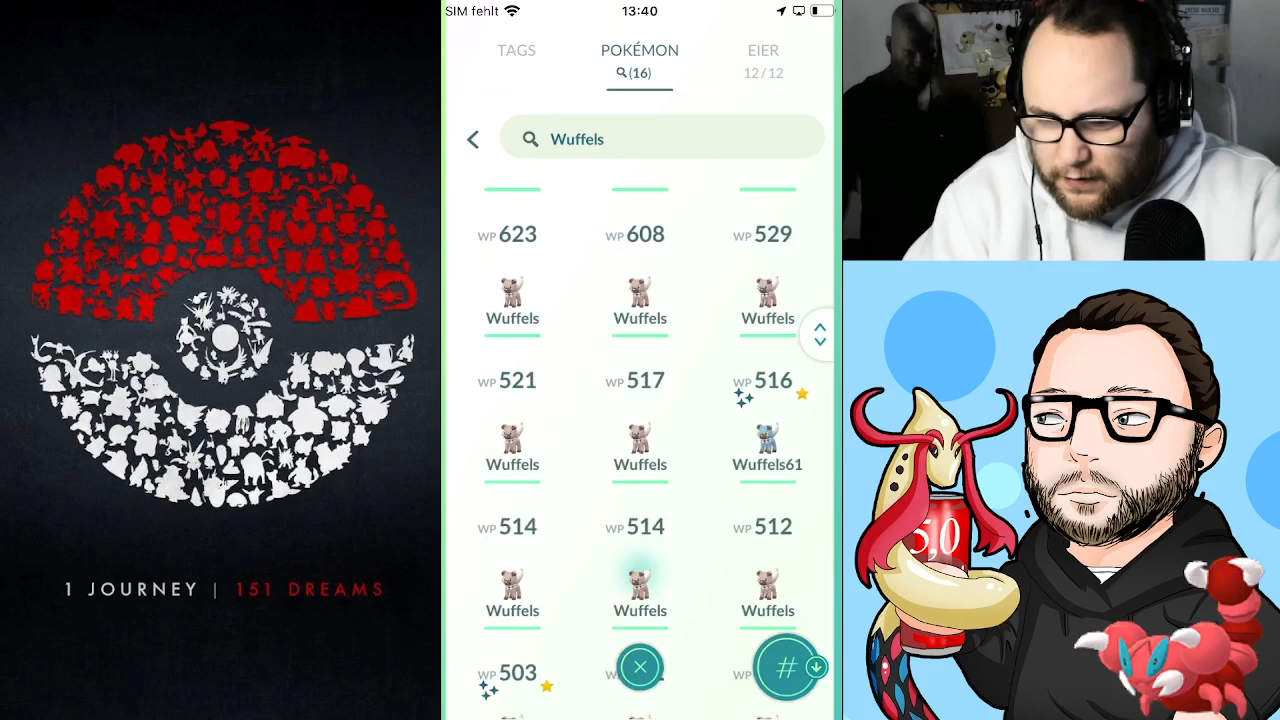 1 JOURNEY | 151 DREAMS
SIM fehlt 13:40
TAGS POKÉMON EIER
(16) 12/12
Wuffels
WP 623 WP 608 WP 529
Wuffels Wuffels Wuffels
WP 521 WP 517 WP 516
Wuffels Wuffels Wuffels61
WP 514 WP 514 WP 512
Wuffels Wuffels Wuffels
WP 503
#
5,0